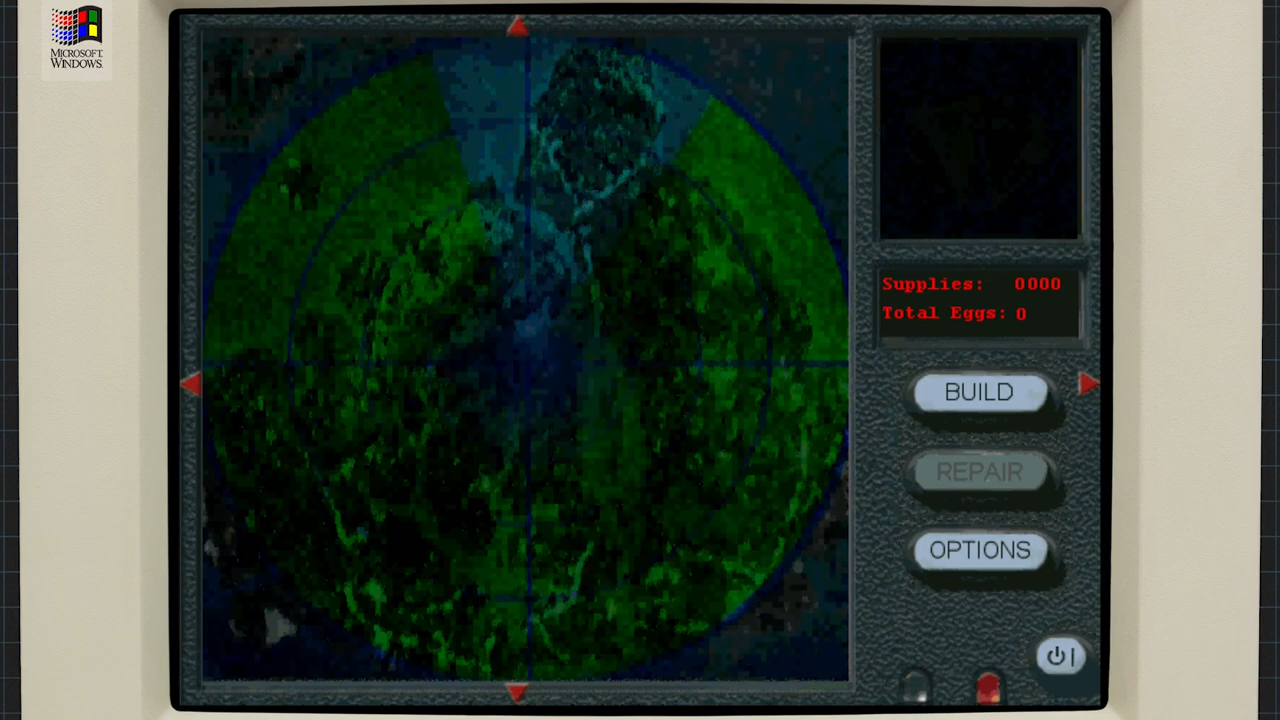 MICROSOFT
WINDOWS.
Supplies: 0000
Total Eggs: 0
BUILD
REPAIR
OPTIONS